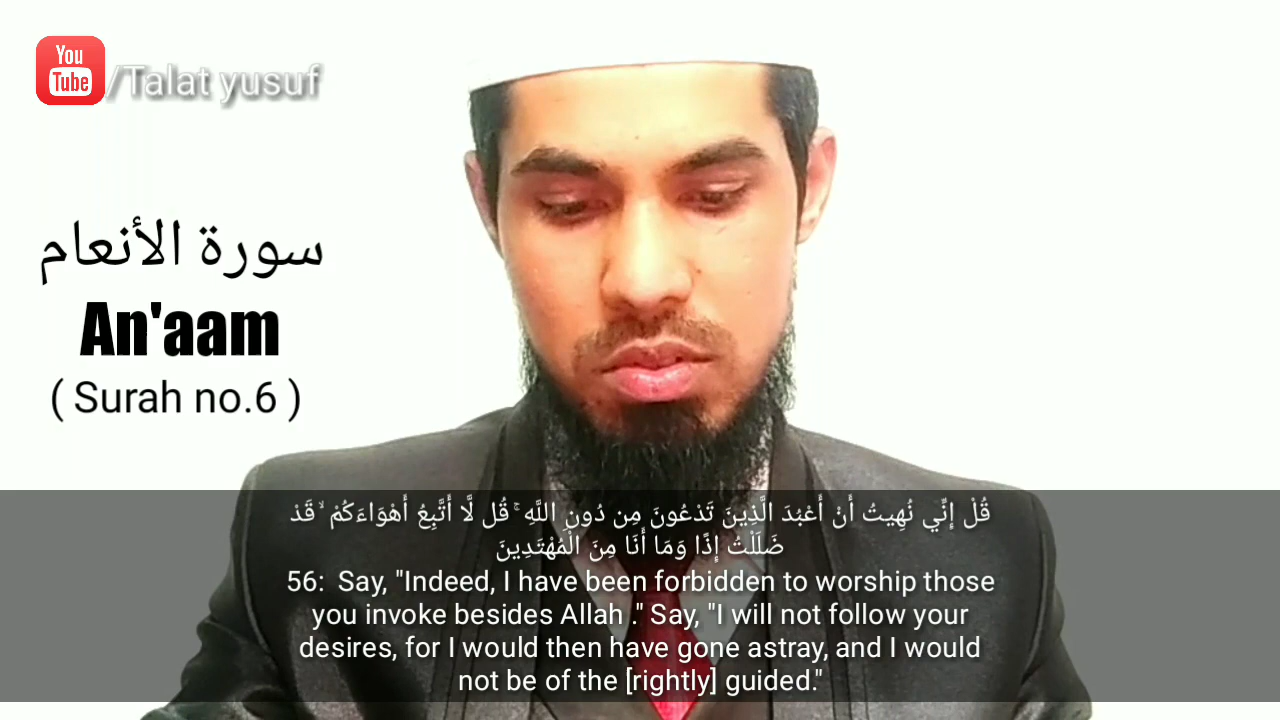 You
Tube
/Talat yusuf
سورة الأنعام
An'aam
( Surah no.6 )
قُلْ إِنِّي نُهِيتُ أَنْ أَعْبُدَ الَّذِينَ تَدْعُونَ مِن دُونِ اللَّهِ ۚ قُل لَّا أَتَّبِعُ أَهْوَاءَكُمْ ۙ قَدْ
ضَلَلْتُ إِذًا وَمَا أَنَا مِنَ الْمُهْتَدِينَ
56:  Say, "Indeed, I have been forbidden to worship those
you invoke besides Allah ." Say, "I will not follow your
desires, for I would then have gone astray, and I would
not be of the [rightly] guided."